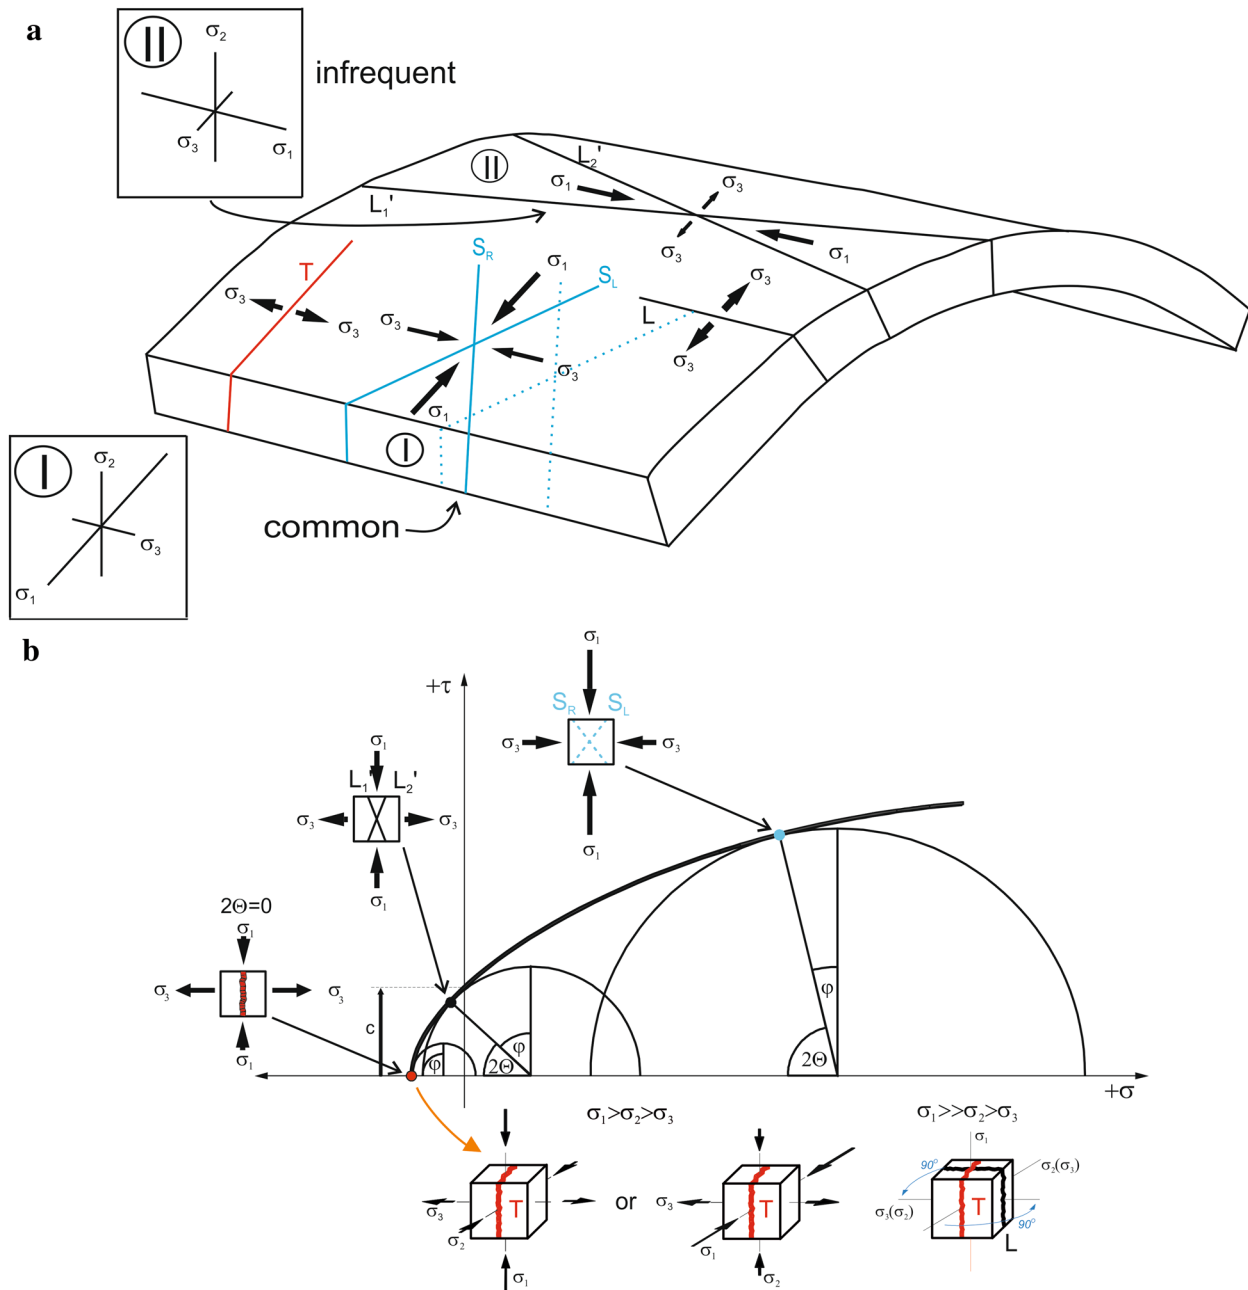 a
II
σ2
σ3
σ1
infrequent
II
L2'
σ1
σ3
L1'
σ3
σ1
T
SR
σ1
SL
σ3
σ3
σ3
σ3
L
σ3
σ3
σ1
I
common
I
σ2
σ3
σ1
b
σ1
+τ
SR SL
σ3 σ3
σ1
σ1
L1' L2'
σ3 σ3
σ1
2Θ=0
σ1
σ3 σ3
σ1
c
φ
2Θ
φ
φ
2Θ
+σ
σ1>σ2>σ3
σ1>>σ2>σ3
σ3
σ2
T
σ1
or
σ3
σ1
T
σ2
σ1
90°
σ2(σ3)
σ3(σ2)
T
90°
L